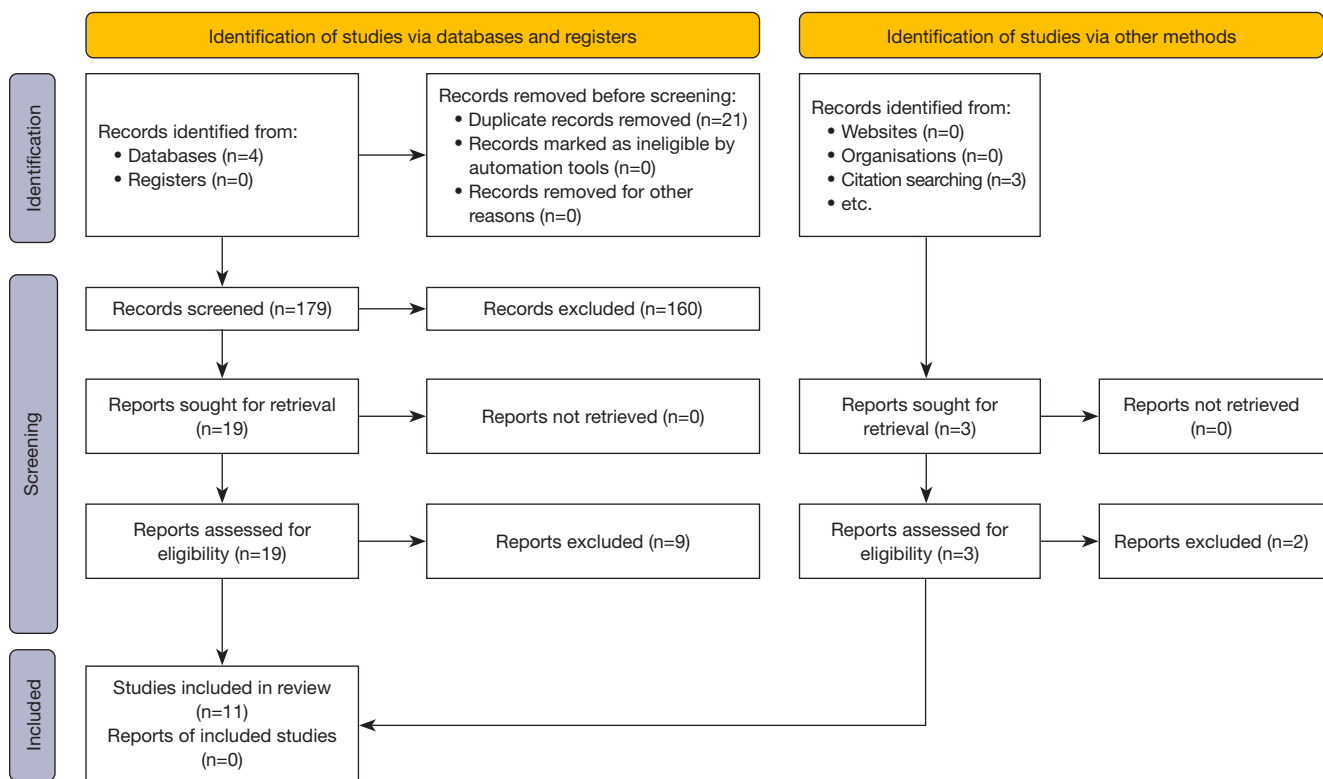 Identification of studies via databases and registers
Identification of studies via other methods
Identification
Records identified from:
• Databases (n=4)
• Registers (n=0)
Records removed before screening:
• Duplicate records removed (n=21)
• Records marked as ineligible by
automation tools (n=0)
• Records removed for other
reasons (n=0)
Records identified from:
• Websites (n=0)
• Organisations (n=0)
• Citation searching (n=3)
• etc.
Screening
Records screened (n=179)
Records excluded (n=160)
Reports sought for retrieval
(n=19)
Reports not retrieved (n=0)
Reports sought for
retrieval (n=3)
Reports not retrieved
(n=0)
Reports assessed for
eligibility (n=19)
Reports excluded (n=9)
Reports assessed for
eligibility (n=3)
Reports excluded (n=2)
Included
Studies included in review
(n=11)
Reports of included studies
(n=0)